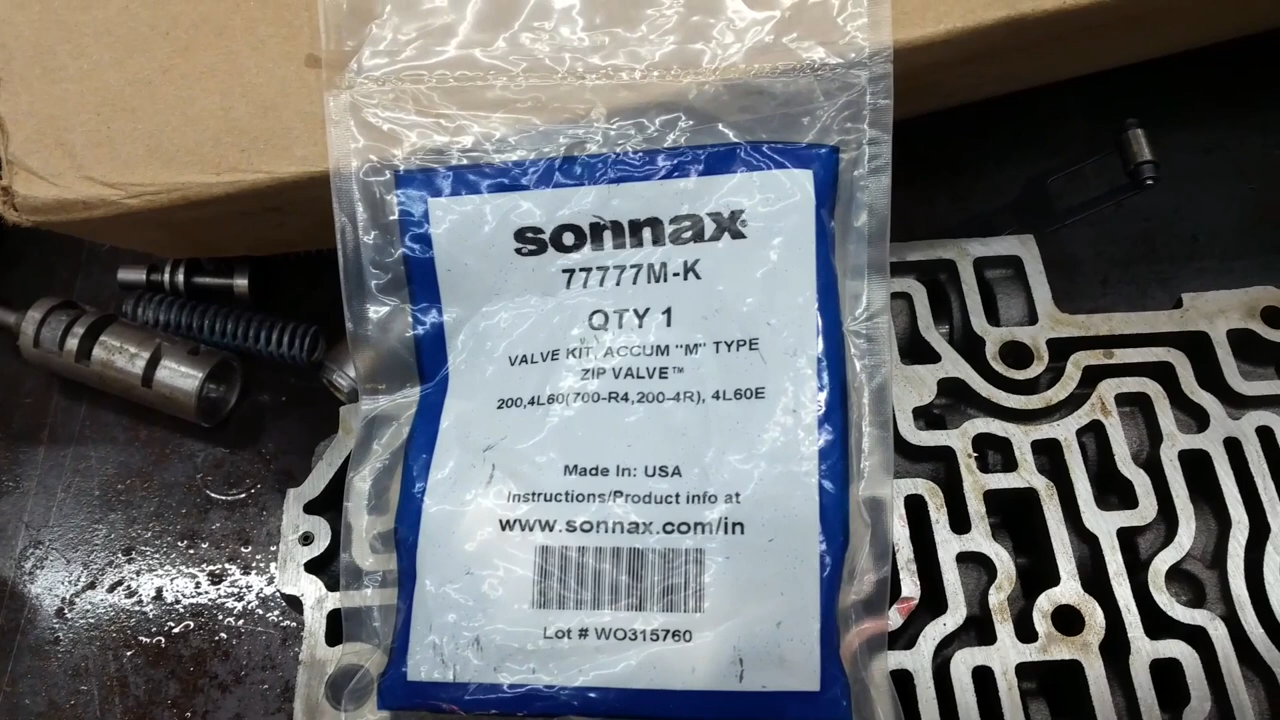 sonnax
77777M-K
QTY 1
VALVE KIT, ACCUM "M" TYPE
ZIP VALVE™
200,4L60(700-R4,200-4R), 4L60E
Made In: USA
Instructions/Product info at
www.sonnax.com/in
Lot # WO315760